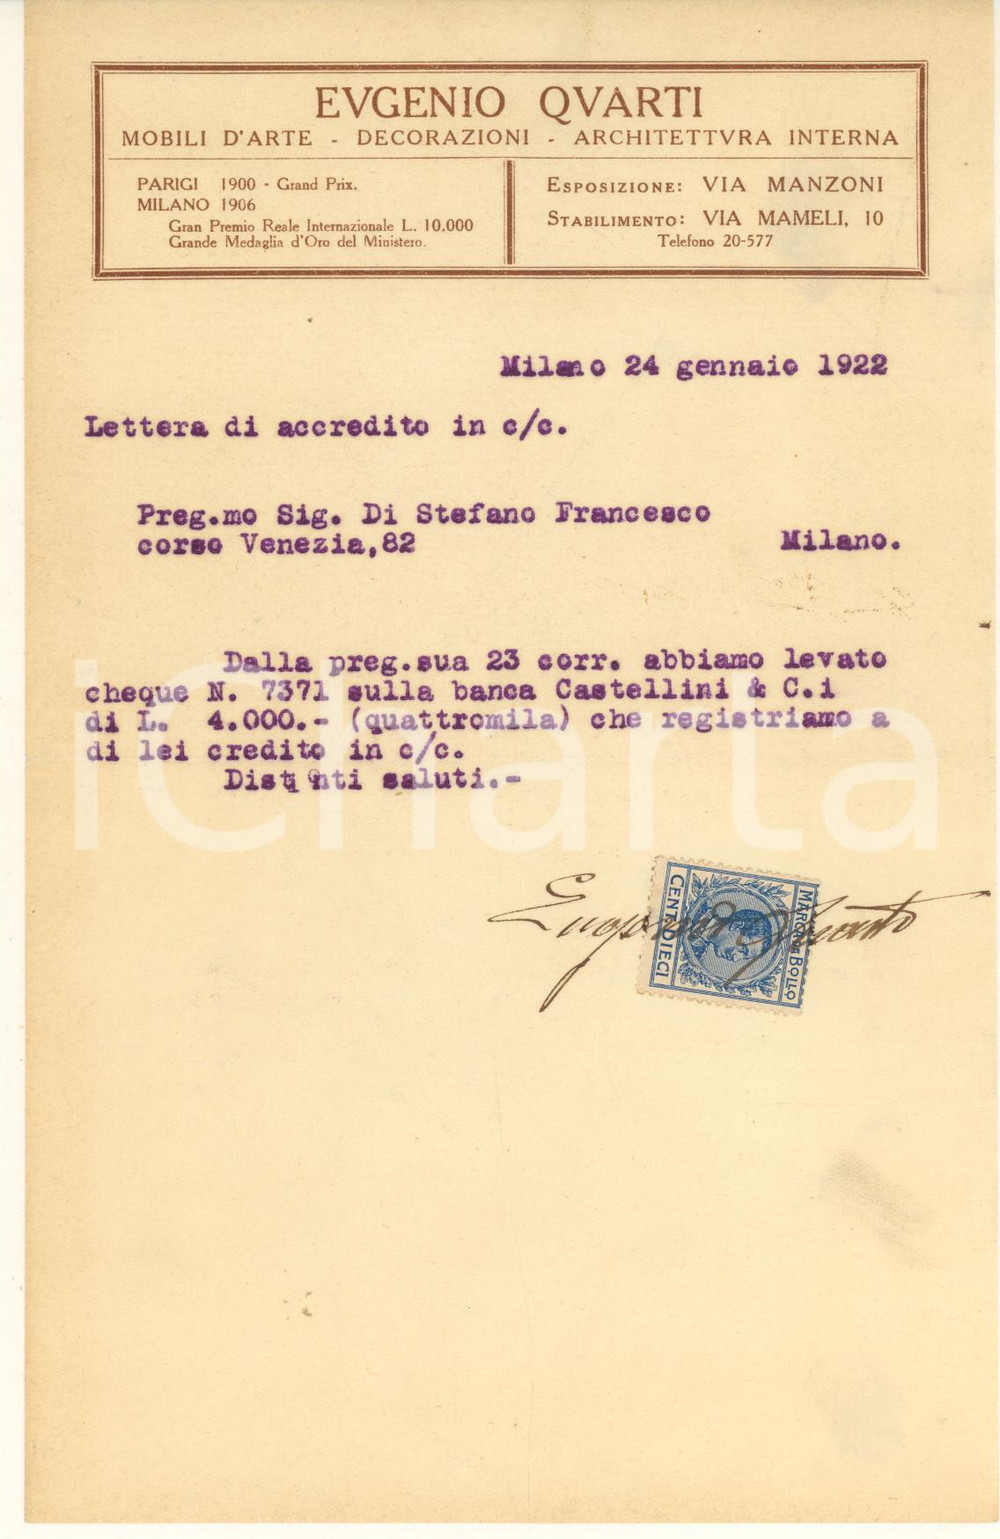 EVGENIO QVARTI
MOBILI D'ARTE - DECORAZIONI - ARCHITETTVRA INTERNA
PARIGI 1900 - Grand Prix.
MILANO 1906
Gran Premio Reale Internazionale L. 10.000
Grande Medaglia d'Oro del Ministero.
ESPOSIZIONE: VIA MANZONI
STABILIMENTO: VIA MAMELI, 10
Telefono 20-577
Milano 24 gennaio 1922
Lettera di accredito in c/c.
Preg.mo Sig. Di Stefano Francesco
corso Venezia,82 Milano.
Dalla preg.sua 23 corr. abbiamo levato
cheque N. 7371 sulla banca Castellini & C.i
di L. 4.000.- (quattromila) che registriamo a
di lei credito in c/c.
Distinti saluti.-
iCharta
Eugenio Quarti
MARCA DA BOLLO
CENT. DIECI